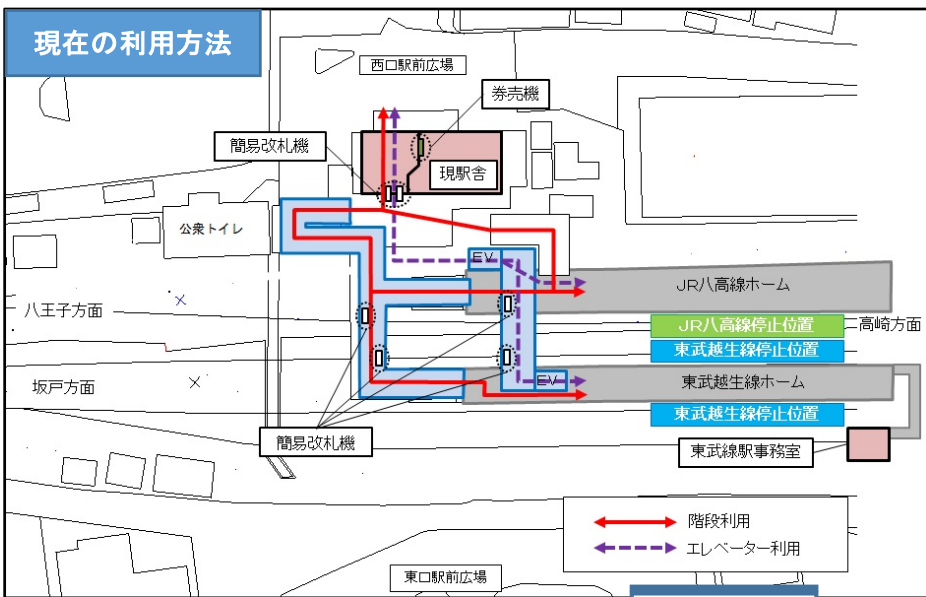 現在の利用方法
西口駅前広場
券売機
簡易改札機
現駅舎
公衆トイレ
EV
JR八高線ホーム
八王子方面
JR八高線停止位置
高崎方面
東武越生線停止位置
坂戸方面
東武越生線ホーム
EV
東武越生線停止位置
簡易改札機
東武線駅事務室
階段利用
エレベーター利用
東口駅前広場